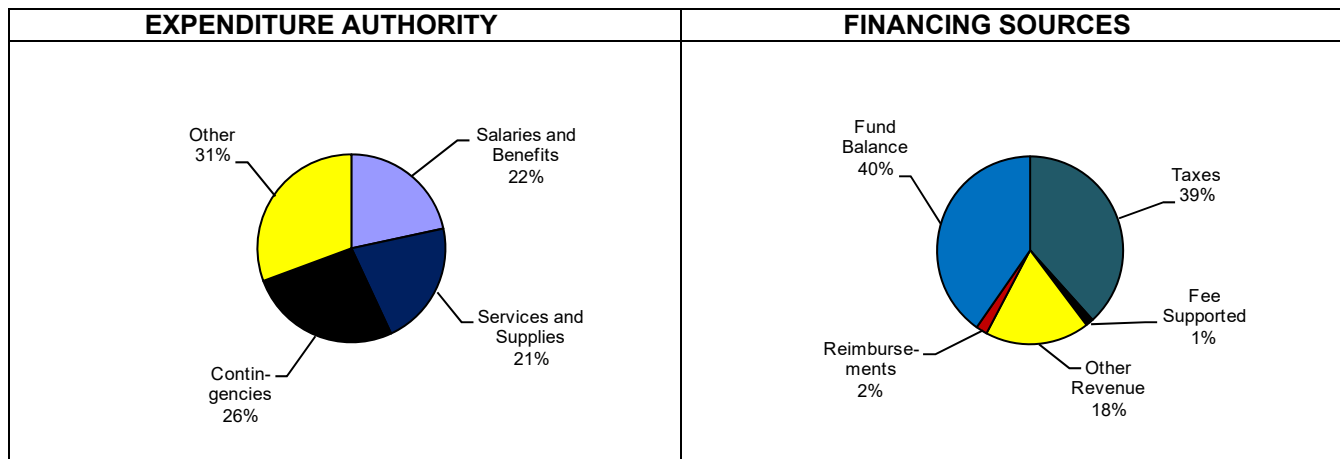 EXPENDITURE AUTHORITY
Other
31%
Salaries and
Benefits
22%
Services and
Supplies
21%
Contin-
gencies
26%
FINANCING SOURCES
Fund
Balance
40%
Taxes
39%
Fee
Supported
1%
Other
Revenue
18%
Reimburse-
ments
2%